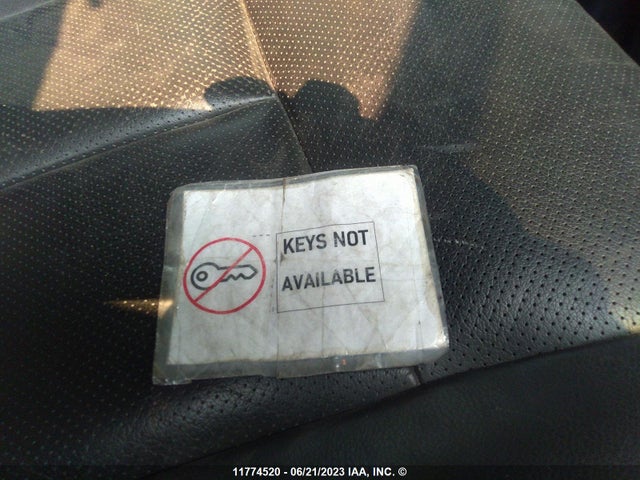 KEYS NOT
AVAILABLE
11774520 - 06/21/2023 IAA, INC. ©